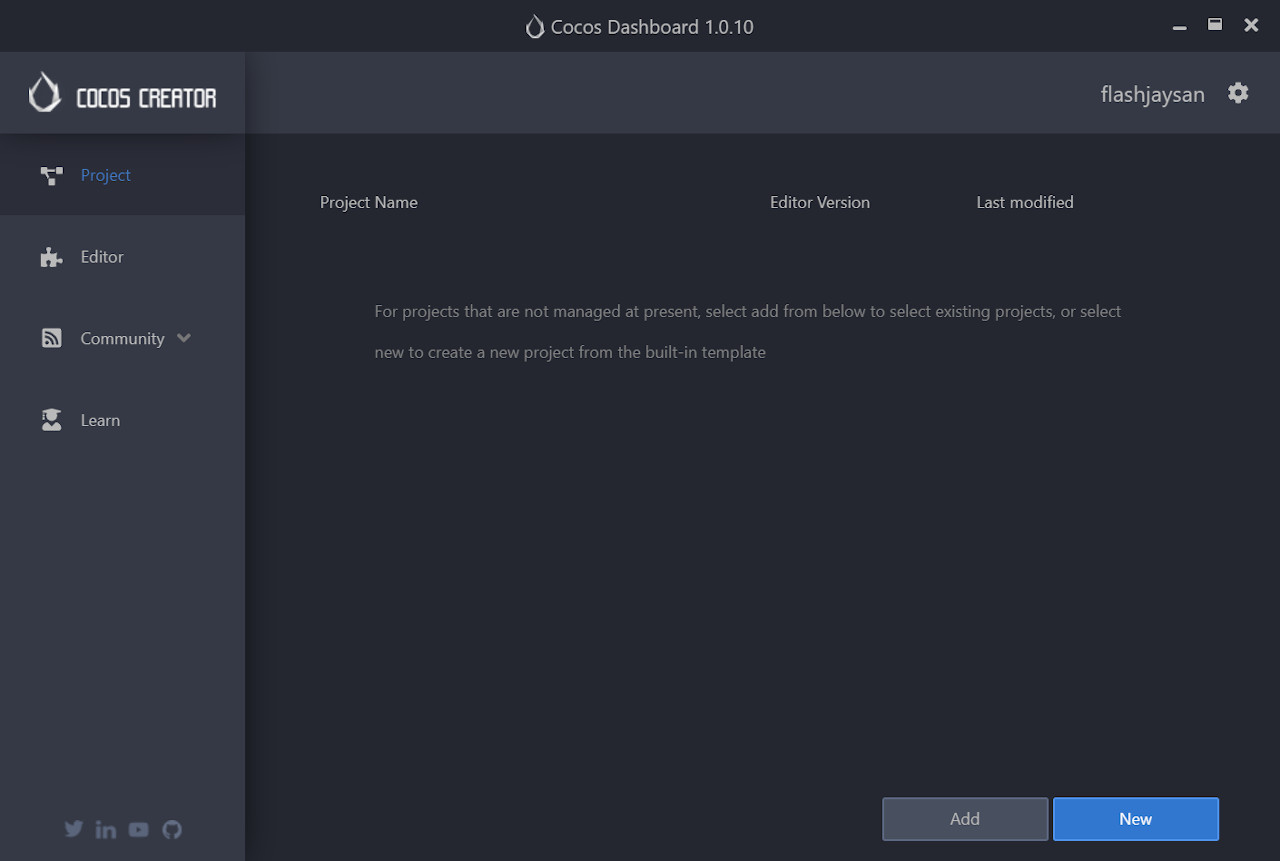 Cocos Dashboard 1.0.10
COCOS CREATOR
flashjaysan
Project
Editor
Community
Learn
Project Name
Editor Version
Last modified
For projects that are not managed at present, select add from below to select existing projects, or select
new to create a new project from the built-in template
Add
New